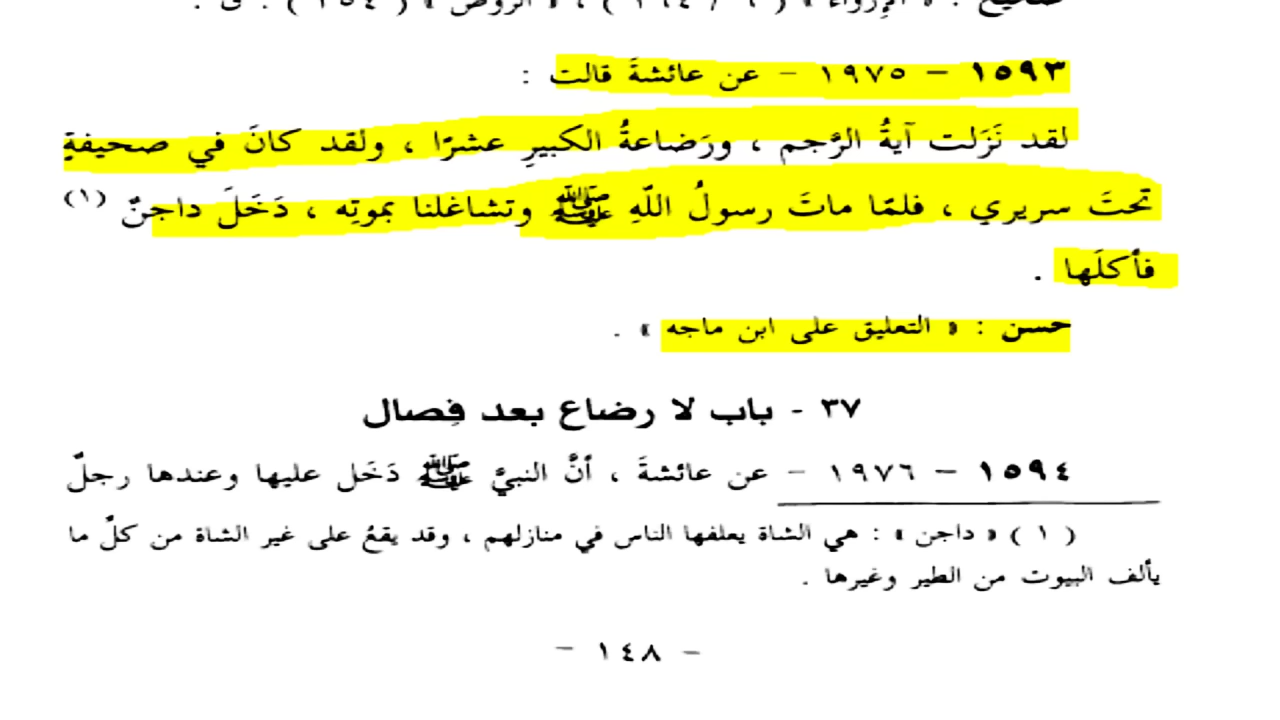 ١٥٩٣ – ١٩٧٥ – عن عائشةَ قالت :
لقد نَزَلت آيةُ الرَّجم ، ورَضاعةُ الكبيرِ عشرًا ، ولقد كانَ في صحيفةٍ
تحتَ سريري ، فلمّا ماتَ رسولُ اللّهِ ﷺ وتشاغلنا بموتِه ، دَخَلَ داجنٌ (١)
فأكلَها .
حسن : « التعليق على ابن ماجه » .
٣٧ - باب لا رضاع بعد فِصال
١٥٩٤ – ١٩٧٦ – عن عائشةَ ، أنَّ النبيَّ ﷺ دَخَل عليها وعندها رجلٌ
( ١ ) « داجن » : هي الشاة يعلفها الناس في منازلهم ، وقد يقعُ على غير الشاة من كلّ ما
يألف البيوت من الطير وغيرها .
– ١٤٨ –